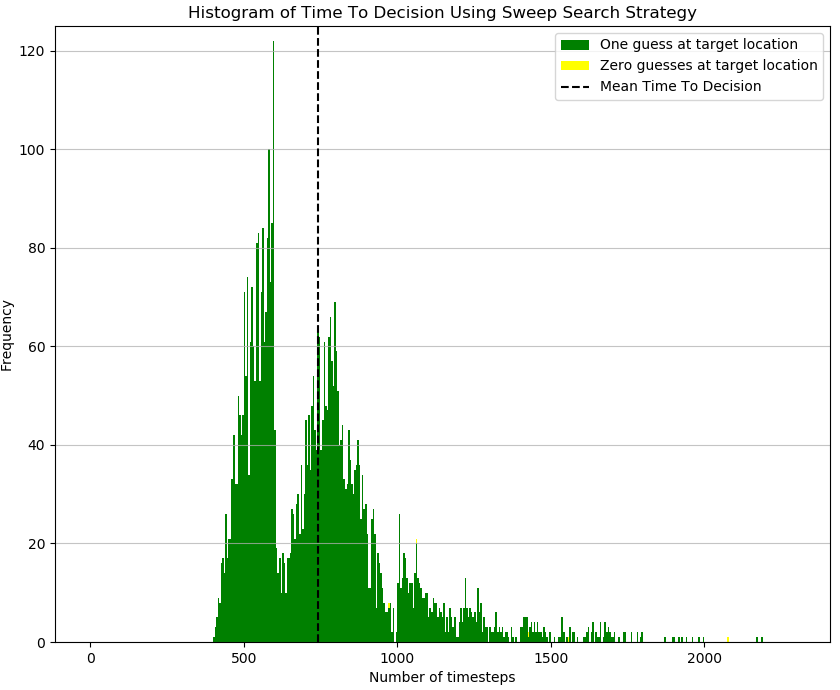 Histogram of Time To Decision Using Sweep Search Strategy
One guess at target location
Zero guesses at target location
Mean Time To Decision
120
100
80
60
40
20
0
Frequency
0 500 1000 1500 2000
Number of timesteps